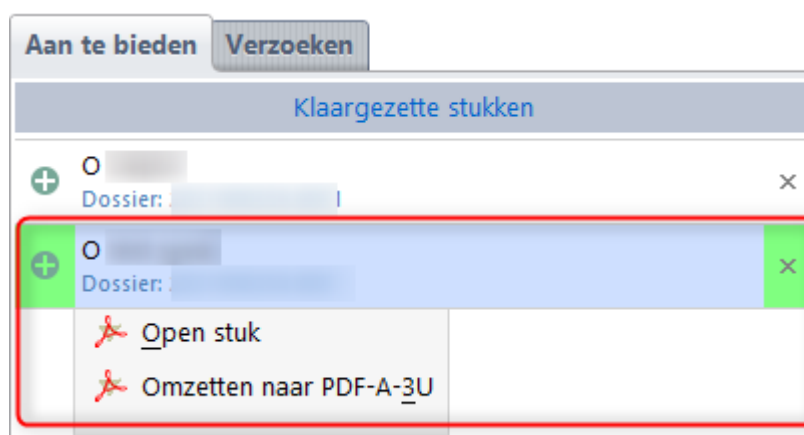 Aan te bieden Verzoeken
Klaargezette stukken
O
Dossier:
O
Dossier:
Open stuk
Omzetten naar PDF-A-3U